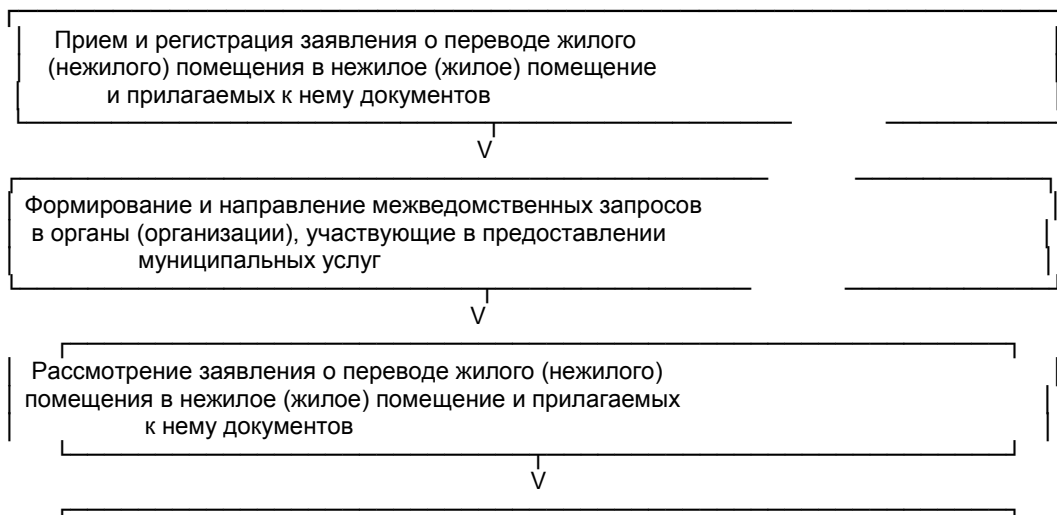 Прием и регистрация заявления о переводе жилого
(нежилого) помещения в нежилое (жилое) помещение
и прилагаемых к нему документов
V
Формирование и направление межведомственных запросов
в органы (организации), участвующие в предоставлении
муниципальных услуг
V
Рассмотрение заявления о переводе жилого (нежилого)
помещения в нежилое (жилое) помещение и прилагаемых
к нему документов
V